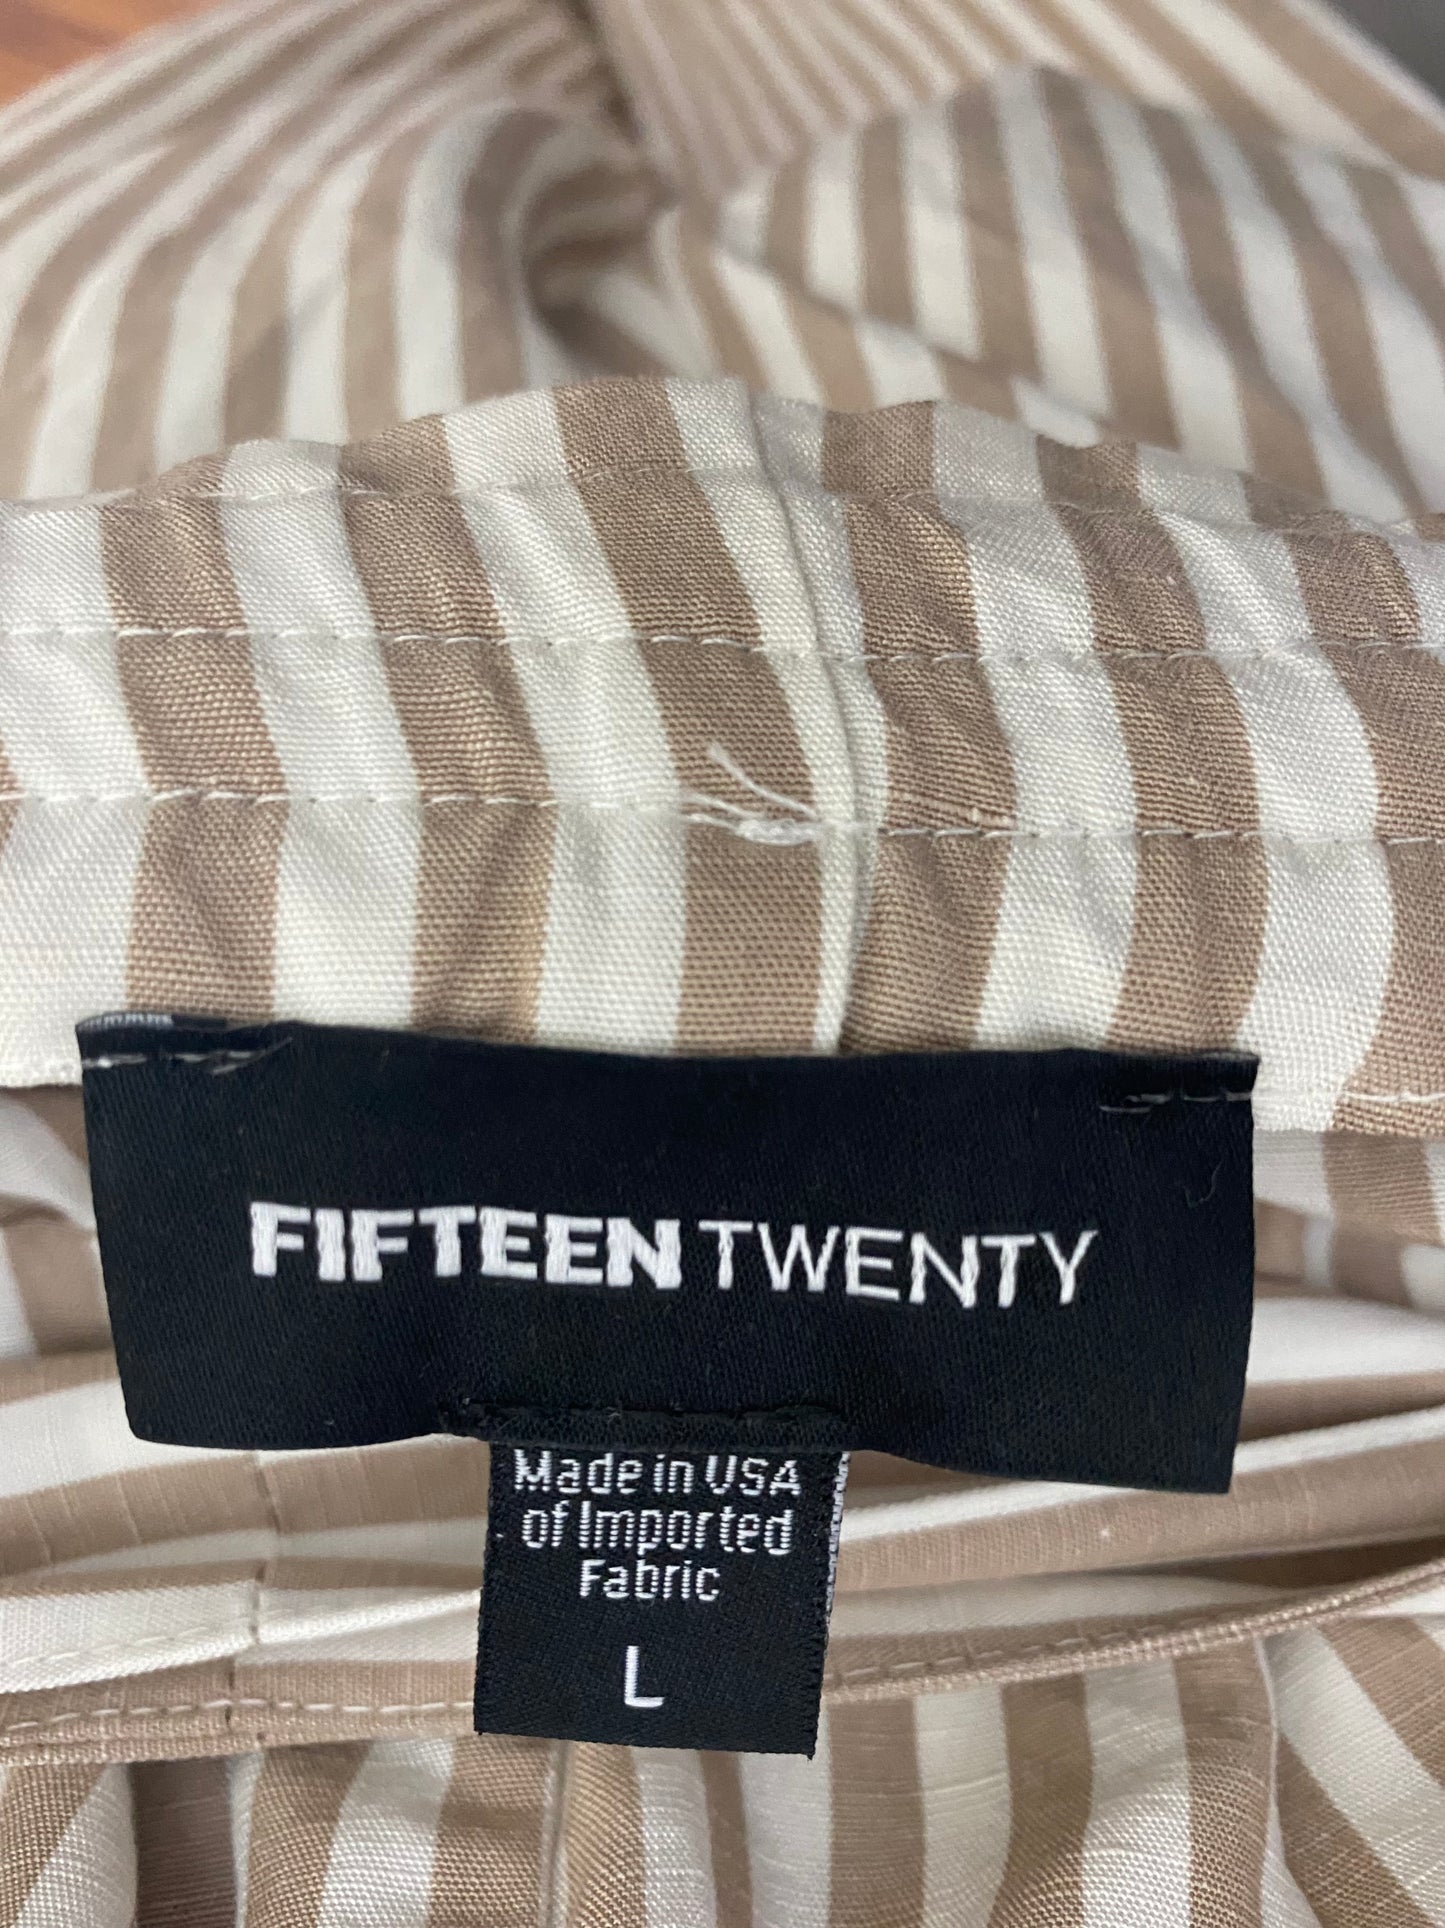 FIFTEEN TWENTY
Made in USA
of Imported
Fabric
L